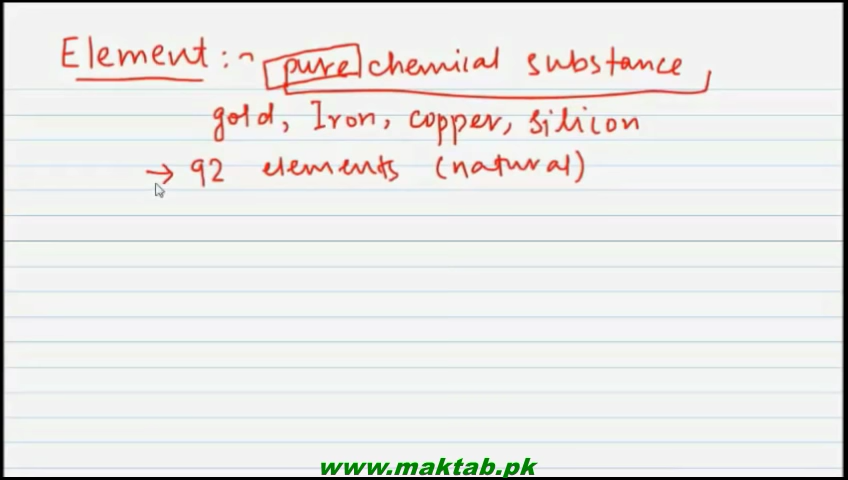 Element :- pure chemical substance,
gold, Iron, copper, silicon
→ 92 elements (natural)
www.maktab.pk